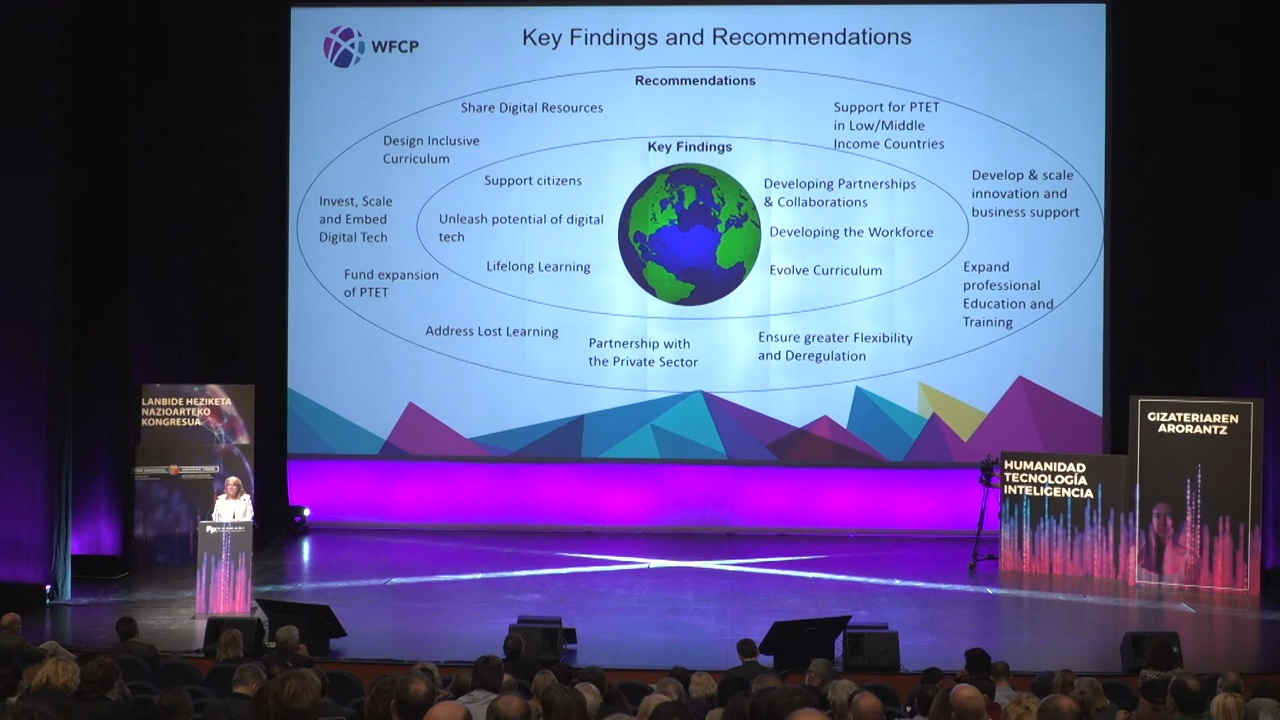 WFCP
Key Findings and Recommendations
Recommendations
Share Digital Resources
Support for PTET
in Low/Middle
Income Countries
Design Inclusive
Curriculum
Key Findings
Support citizens
Developing Partnerships
& Collaborations
Develop & scale
innovation and
business support
Invest, Scale
and Embed
Digital Tech
Unleash potential of digital
tech
Developing the Workforce
Lifelong Learning
Evolve Curriculum
Fund expansion
of PTET
Expand
professional
Education and
Training
Address Lost Learning
Partnership with
the Private Sector
Ensure greater Flexibility
and Deregulation
LANBIDE HEZIKETA
NAZIOARTEKO
KONGRESUA
HUMANIDAD
TECNOLOGÍA
INTELIGENCIA
GIZATERIAREN
ARORANTZ